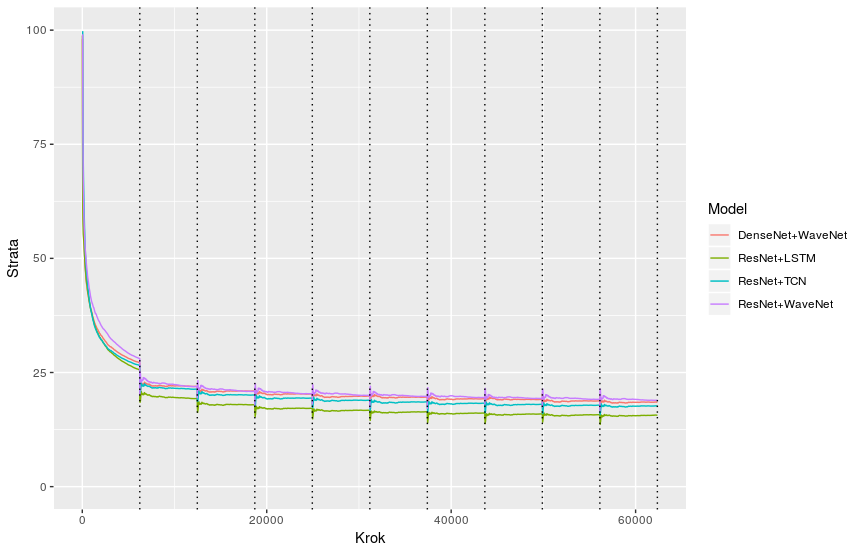 100
75
50
25
0
Strata
0 20000 40000 60000
Krok
Model
DenseNet+WaveNet
ResNet+LSTM
ResNet+TCN
ResNet+WaveNet